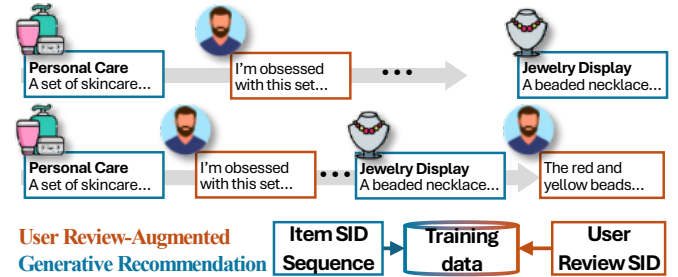 Personal Care
A set of skincare...
I'm obsessed
with this set...
...
Jewelry Display
A beaded necklace...
Personal Care
A set of skincare...
I'm obsessed
with this set...
...
Jewelry Display
A beaded necklace...
The red and
yellow beads...
User Review-Augmented
Generative Recommendation
Item SID
Sequence
Training
data
User
Review SID